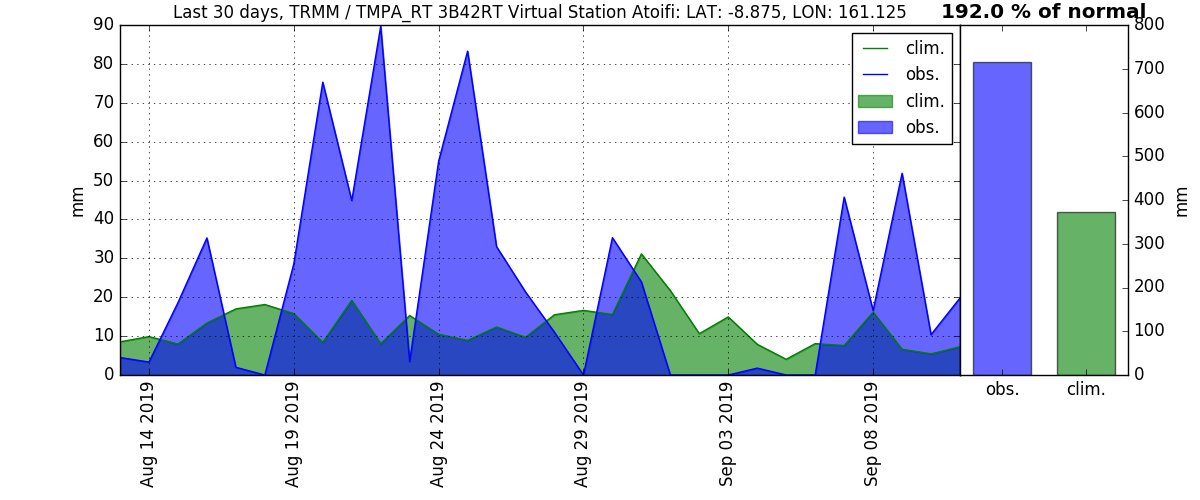 Last 30 days, TRMM / TMPA_RT 3B42RT Virtual Station Atoifi: LAT: -8.875, LON: 161.125
192.0 % of normal
90
80
70
60
50
40
30
20
10
0
mm
clim.
obs.
clim.
obs.
Aug 14 2019
Aug 19 2019
Aug 24 2019
Aug 29 2019
Sep 03 2019
Sep 08 2019
800
700
600
500
400
300
200
100
0
mm
obs.
clim.